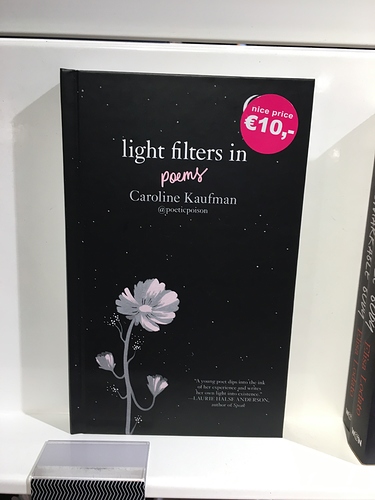 nice price
€10,-
light filters in
poems
Caroline Kaufman
@poeticpoison
"A young poet dips into the ink
of her experience and writes
her own light into existence."
—LAURIE HALSE ANDERSON,
author of Speak